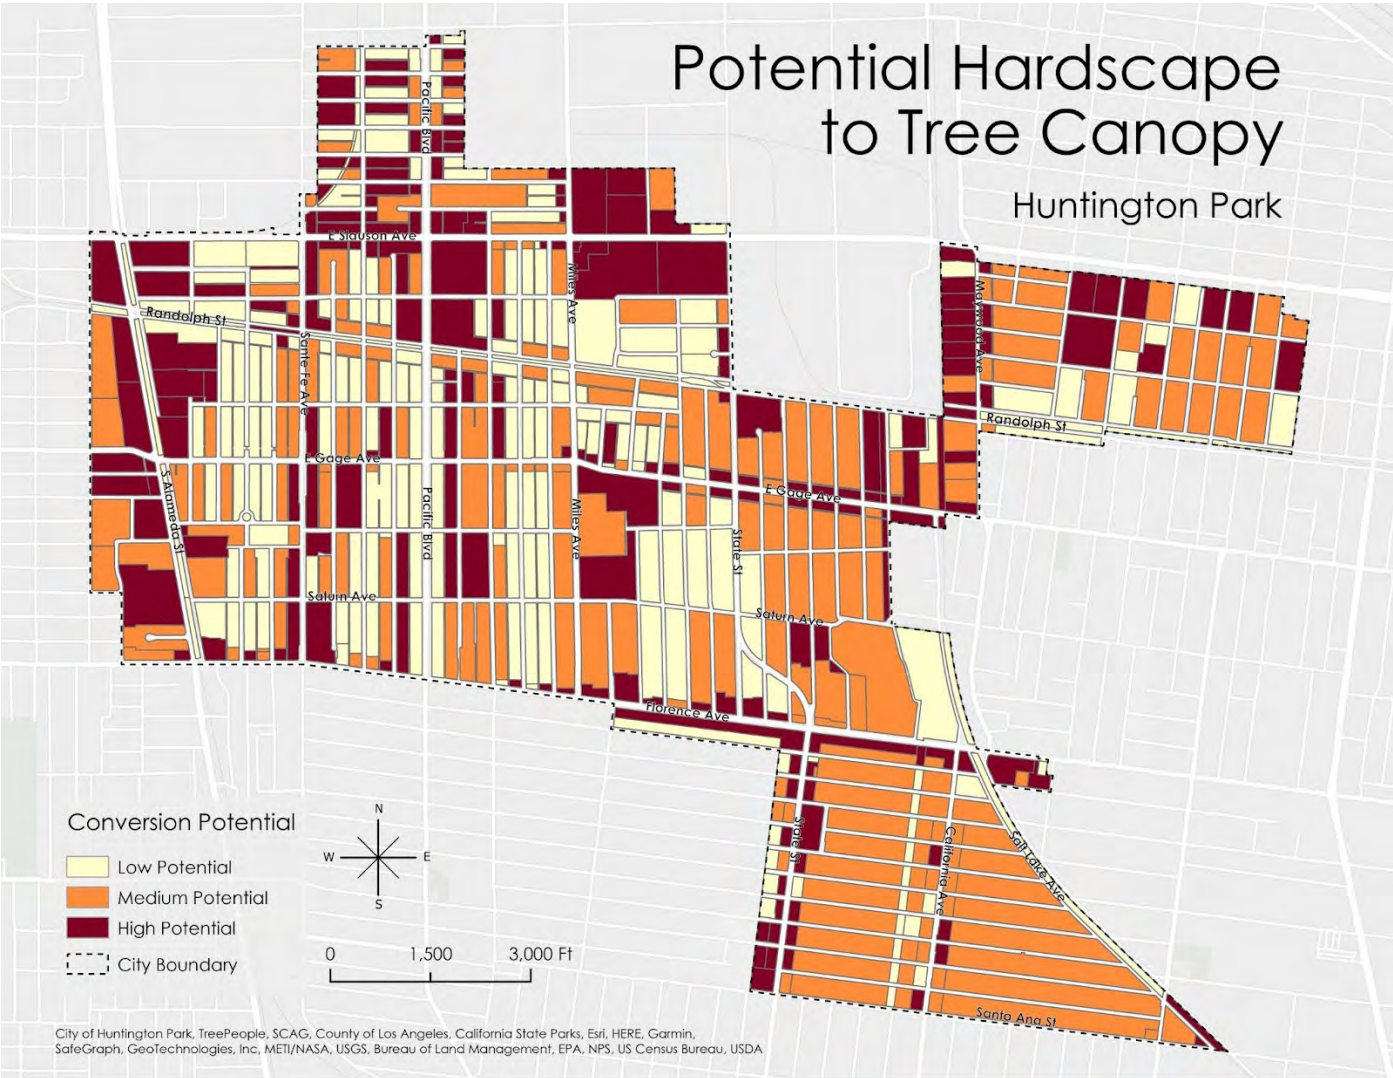 Potential Hardscape
to Tree Canopy
Huntington Park
Pacific Blvd
E Slauson Ave
Miles Ave
Randolph St
Sante Fe Ave
Maywood Ave
Randolph St
E Gage Ave
E Gage Ave
S Alameda St
Pacific Blvd
Miles Ave
State St
Saturn Ave
Saturn Ave
Florence Ave
State St
California Ave
Salt Lake Ave
Santa Ana St
Conversion Potential
Low Potential
Medium Potential
High Potential
City Boundary
N
W E
S
0 1,500 3,000 Ft
City of Huntington Park, TreePeople, SCAG, County of Los Angeles, California State Parks, Esri, HERE, Garmin,
SafeGraph, GeoTechnologies, Inc, METI/NASA, USGS, Bureau of Land Management, EPA, NPS, US Census Bureau, USDA